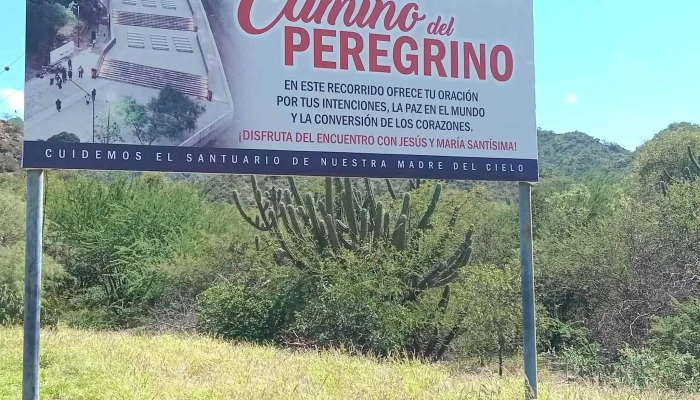 Camino del
PEREGRINO
EN ESTE RECORRIDO OFRECE TU ORACIÓN
POR TUS INTENCIONES, LA PAZ EN EL MUNDO
Y LA CONVERSIÓN DE LOS CORAZONES.
¡DISFRUTA DEL ENCUENTRO CON JESÚS Y MARÍA SANTÍSIMA!
CUIDEMOS EL SANTUARIO DE NUESTRA MADRE DEL CIELO